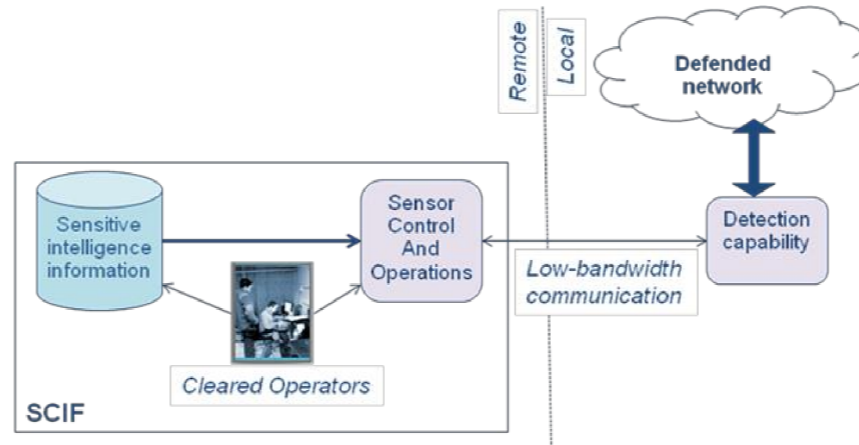 Remote
Local
Defended
network
Sensitive
intelligence
information
Sensor
Control
And
Operations
Detection
capability
Low-bandwidth
communication
Cleared Operators
SCIF